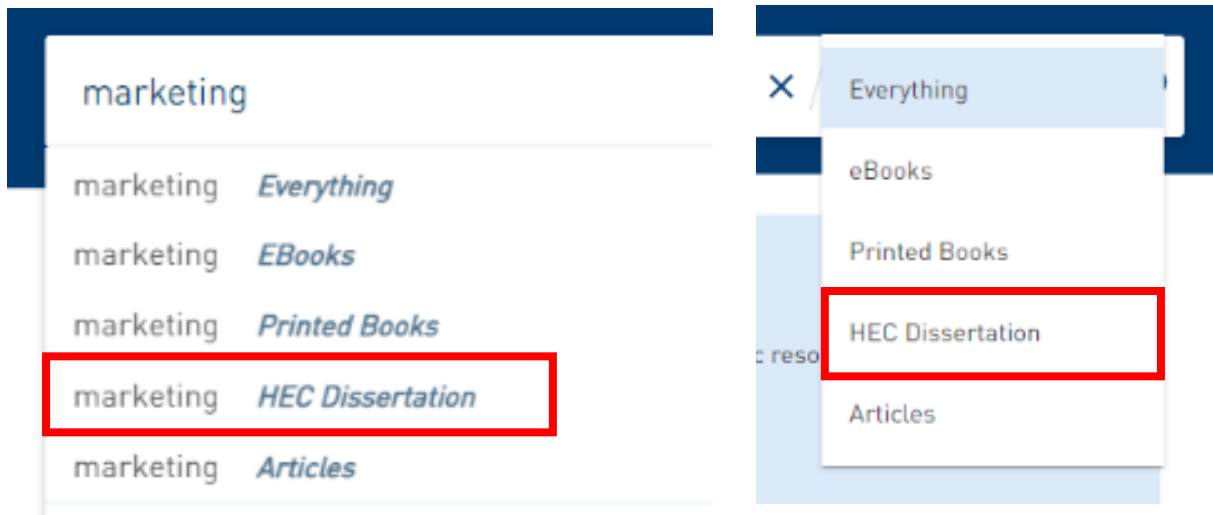 marketing
marketing Everything
marketing EBooks
marketing Printed Books
marketing HEC Dissertation
marketing Articles
Everything
eBooks
Printed Books
HEC Dissertation
c reso
Articles